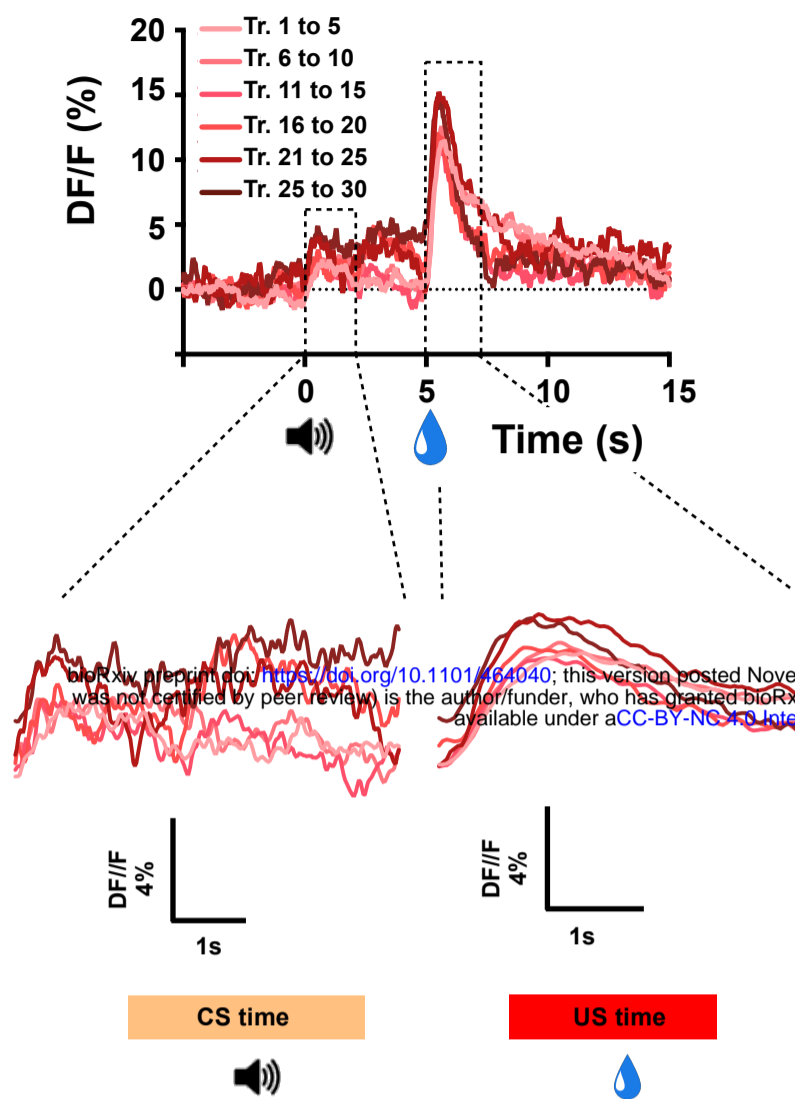 20
15
10
5
0
DF/F (%)
Tr. 1 to 5
Tr. 6 to 10
Tr. 11 to 15
Tr. 16 to 20
Tr. 21 to 25
Tr. 25 to 30
0 5 10 15
Time (s)
bioRxiv preprint doi: https://doi.org/10.1101/464040; this version posted Nove
was not certified by peer review) is the author/funder, who has granted bioRx
available under aCC-BY-NC 4.0 Inte
DF//F
4%
1s
DF//F
4%
1s
CS time
US time